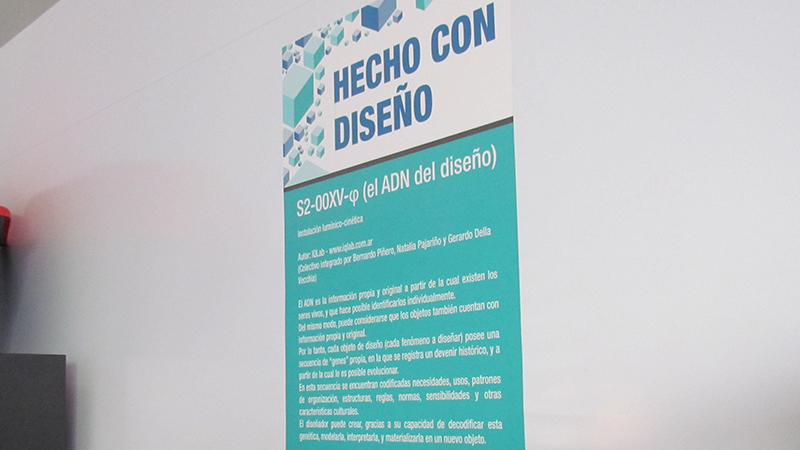 HECHO CON
DISEÑO
S2-00XV-φ (el ADN del diseño)
Instalación lumínico-cinética
Autor: IQLab - www.iqlab.com.ar
(Colectivo integrado por Bernardo Piñero, Natalia Pajariño y Gerardo Della
Vecchia)
El ADN es la información propia y original a partir de la cual existen los
seres vivos, y que hace posible identificarlos individualmente.
Del mismo modo, puede considerarse que los objetos también cuentan con
información propia y original.
Por lo tanto, cada objeto de diseño (cada fenómeno a diseñar) posee una
secuencia de "genes" propia, en la que se registra un devenir histórico, y a
partir de la cual le es posible evolucionar.
En esta secuencia se encuentran codificadas necesidades, usos, patrones
de organización, estructuras, reglas, normas, sensibilidades y otras
características culturales.
El diseñador puede crear, gracias a su capacidad de decodificar esta
genética, modelarla, interpretarla, y materializarla en un nuevo objeto.